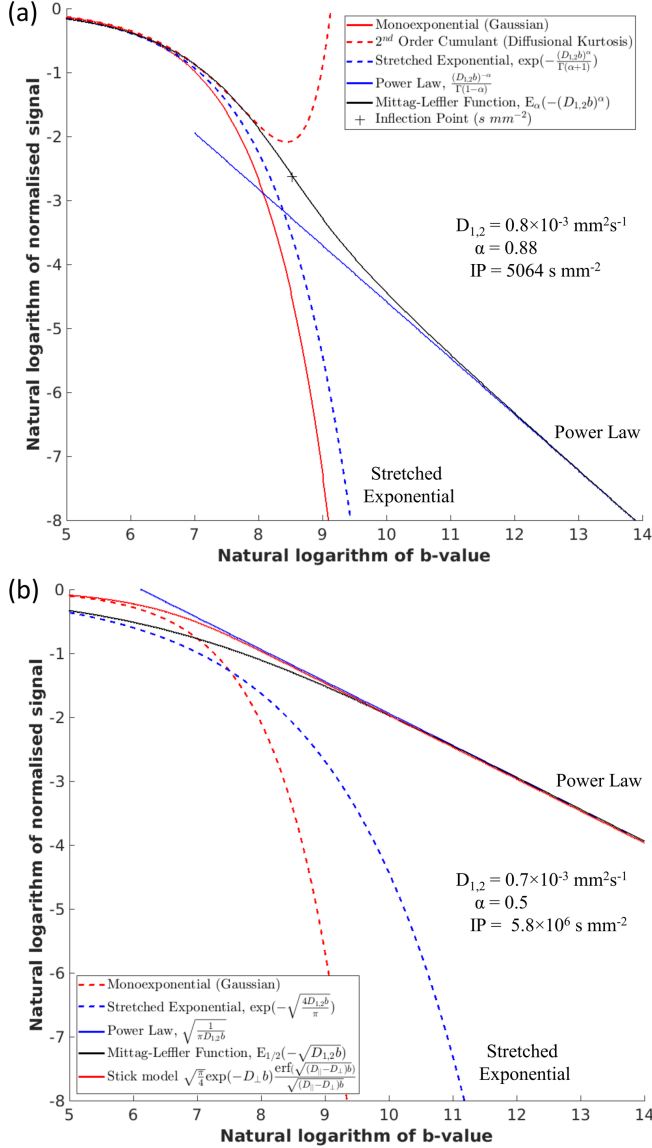 (a)
0
-1
-2
-3
-4
-5
-6
-7
-8
Natural logarithm of normalised signal
Monoexponential (Gaussian)
2nd Order Cumulant (Diffusional Kurtosis)
Stretched Exponential, exp(−(D1,2b)^α/Γ(α+1))
Power Law, (D1,2b)^−α/Γ(1−α)
Mittag-Leffler Function, Eα(−(D1,2b)^α)
+ Inflection Point (s mm−2)
D1,2 = 0.8×10-3 mm2s-1
α = 0.88
IP = 5064 s mm-2
Power Law
Stretched
Exponential
5 6 7 8 9 10 11 12 13 14
Natural logarithm of b-value
(b)
0
-1
-2
-3
-4
-5
-6
-7
-8
Natural logarithm of normalised signal
Power Law
D1,2 = 0.7×10-3 mm2s-1
α = 0.5
IP = 5.8×106 s mm-2
Monoexponential (Gaussian)
Stretched Exponential, exp(−√(4D1,2b/π))
Power Law, √(1/(πD1,2b))
Mittag-Leffler Function, E1/2(−√(D1,2b))
Stick model √(π/4) exp(−D⊥b) erf(√((D∥−D⊥)b))/√((D∥−D⊥)b)
Stretched
Exponential
5 6 7 8 9 10 11 12 13 14
Natural logarithm of b-value